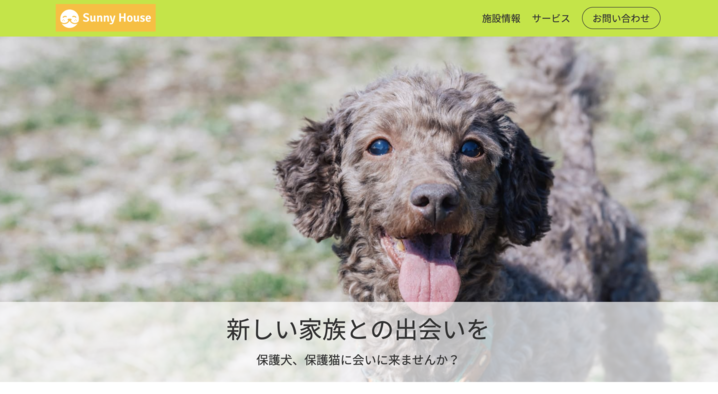 Sunny House
施設情報
サービス
お問い合わせ
新しい家族との出会いを
保護犬、保護猫に会いに来ませんか？